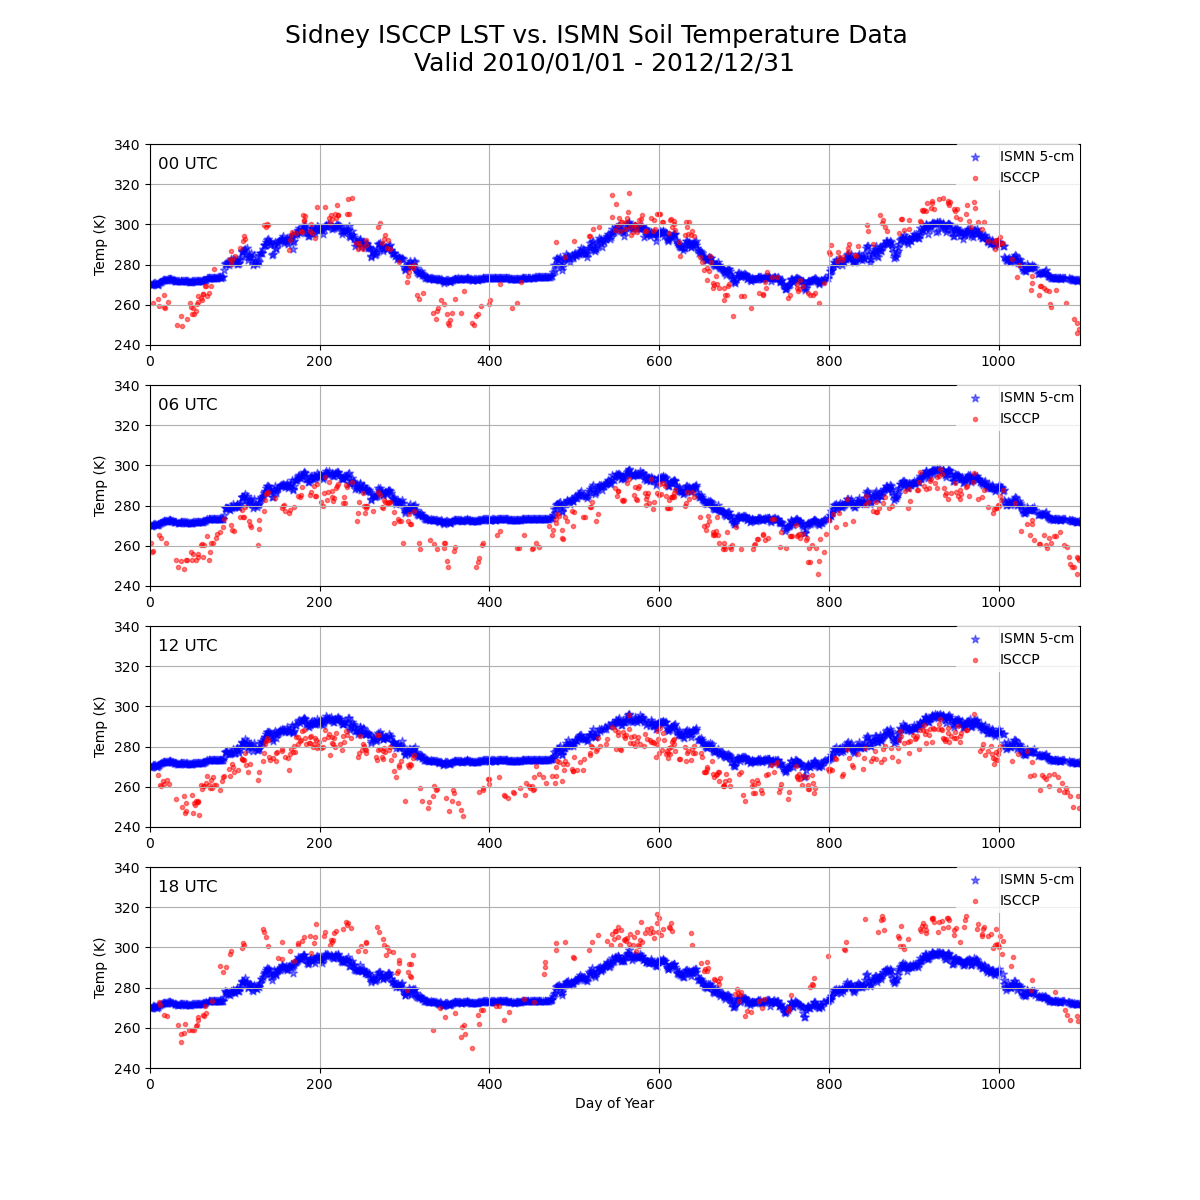 Sidney ISCCP LST vs. ISMN Soil Temperature Data
Valid 2010/01/01 - 2012/12/31
340
320
300
280
260
240
Temp (K)
00 UTC
ISMN 5-cm
ISCCP
0 200 400 600 800 1000
340
320
300
280
260
240
Temp (K)
06 UTC
ISMN 5-cm
ISCCP
0 200 400 600 800 1000
340
320
300
280
260
240
Temp (K)
12 UTC
ISMN 5-cm
ISCCP
0 200 400 600 800 1000
340
320
300
280
260
240
Temp (K)
18 UTC
ISMN 5-cm
ISCCP
0 200 400 600 800 1000
Day of Year